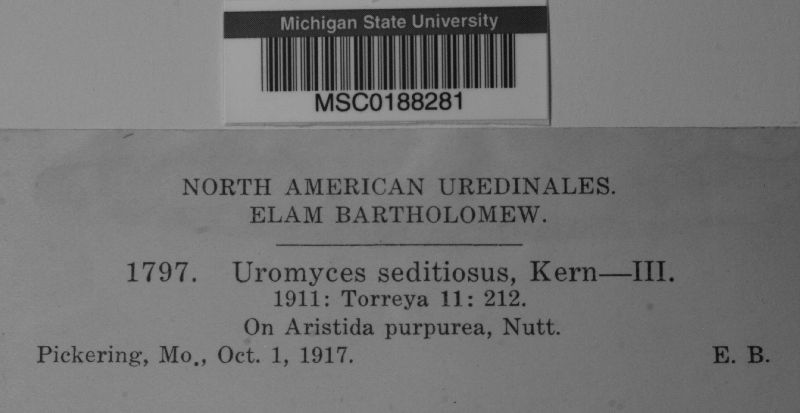 Michigan State University
MSC0188281
NORTH AMERICAN UREDINALES.
ELAM BARTHOLOMEW.
1797. Uromyces seditiosus, Kern—III.
1911: Torreya 11: 212.
On Aristida purpurea, Nutt.
Pickering, Mo., Oct. 1, 1917. E. B.